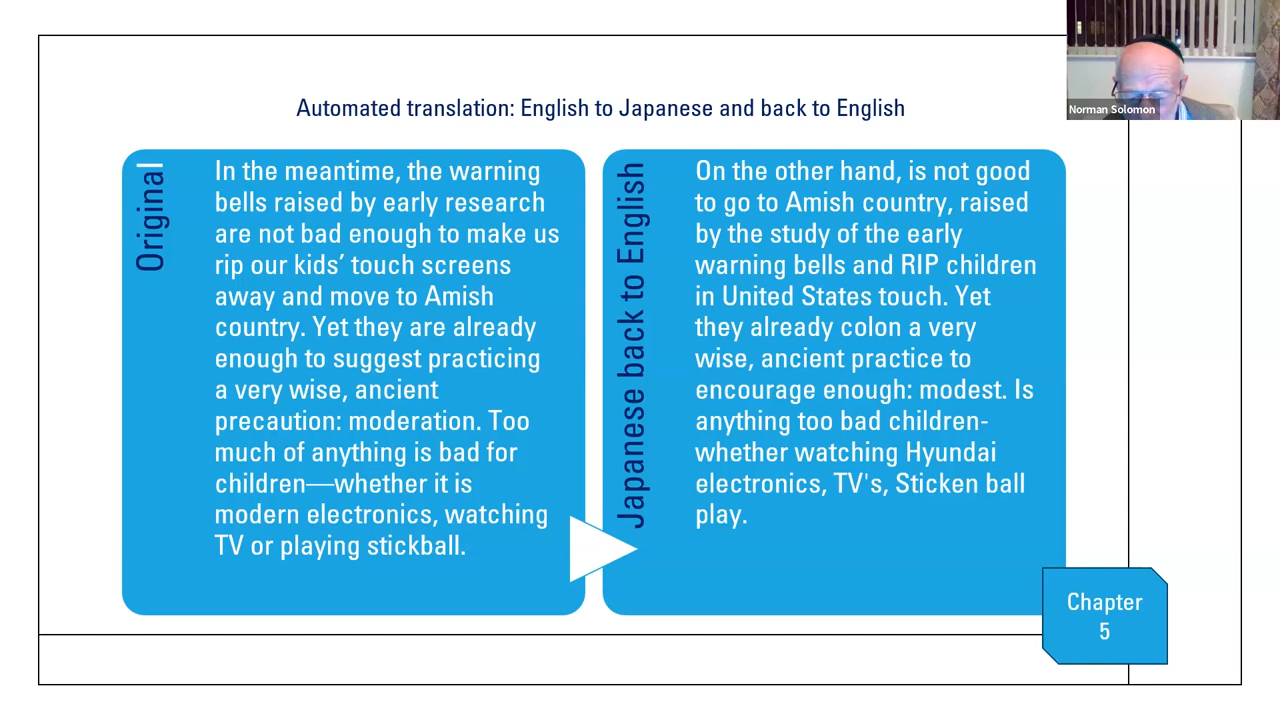 Norman Solomon
Automated translation: English to Japanese and back to English
Original
In the meantime, the warning
bells raised by early research
are not bad enough to make us
rip our kids’ touch screens
away and move to Amish
country. Yet they are already
enough to suggest practicing
a very wise, ancient
precaution: moderation. Too
much of anything is bad for
children—whether it is
modern electronics, watching
TV or playing stickball.
Japanese back to English
On the other hand, is not good
to go to Amish country, raised
by the study of the early
warning bells and RIP children
in United States touch. Yet
they already colon a very
wise, ancient practice to
encourage enough: modest. Is
anything too bad children-
whether watching Hyundai
electronics, TV's, Sticken ball
play.
Chapter
5